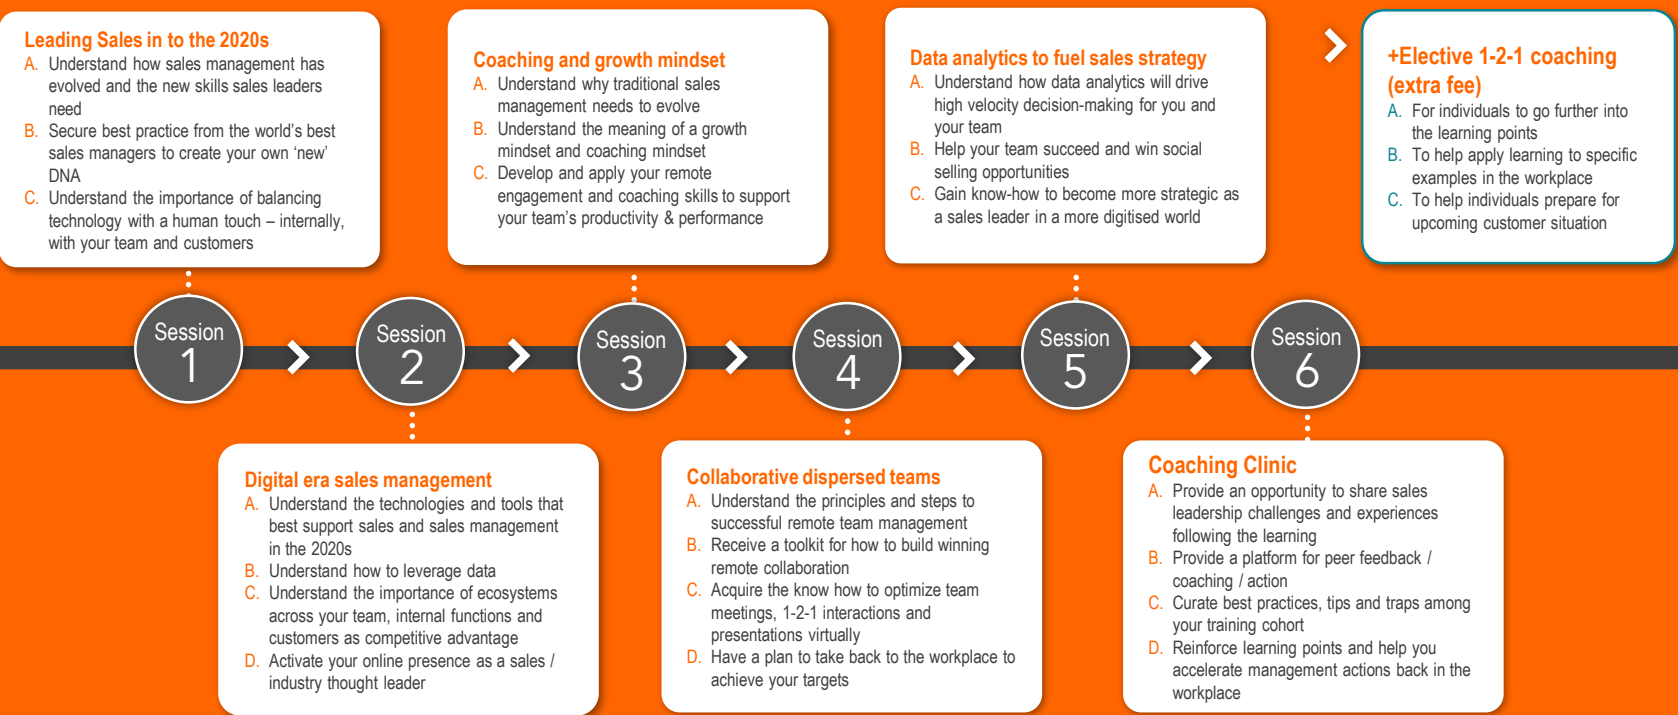 Leading Sales in to the 2020s
A. Understand how sales management has
evolved and the new skills sales leaders
need
B. Secure best practice from the world's best
sales managers to create your own 'new'
DNA
C. Understand the importance of balancing
technology with a human touch – internally,
with your team and customers
Coaching and growth mindset
A. Understand why traditional sales
management needs to evolve
B. Understand the meaning of a growth
mindset and coaching mindset
C. Develop and apply your remote
engagement and coaching skills to support
your team's productivity & performance
Data analytics to fuel sales strategy
A. Understand how data analytics will drive
high velocity decision-making for you and
your team
B. Help your team succeed and win social
selling opportunities
C. Gain know-how to become more strategic as
a sales leader in a more digitised world
+Elective 1-2-1 coaching
(extra fee)
A. For individuals to go further into
the learning points
B. To help apply learning to specific
examples in the workplace
C. To help individuals prepare for
upcoming customer situation
Session
1
Session
2
Session
3
Session
4
Session
5
Session
6
Digital era sales management
A. Understand the technologies and tools that
best support sales and sales management
in the 2020s
B. Understand how to leverage data
C. Understand the importance of ecosystems
across your team, internal functions and
customers as competitive advantage
D. Activate your online presence as a sales /
industry thought leader
Collaborative dispersed teams
A. Understand the principles and steps to
successful remote team management
B. Receive a toolkit for how to build winning
remote collaboration
C. Acquire the know how to optimize team
meetings, 1-2-1 interactions and
presentations virtually
D. Have a plan to take back to the workplace to
achieve your targets
Coaching Clinic
A. Provide an opportunity to share sales
leadership challenges and experiences
following the learning
B. Provide a platform for peer feedback /
coaching / action
C. Curate best practices, tips and traps among
your training cohort
D. Reinforce learning points and help you
accelerate management actions back in the
workplace